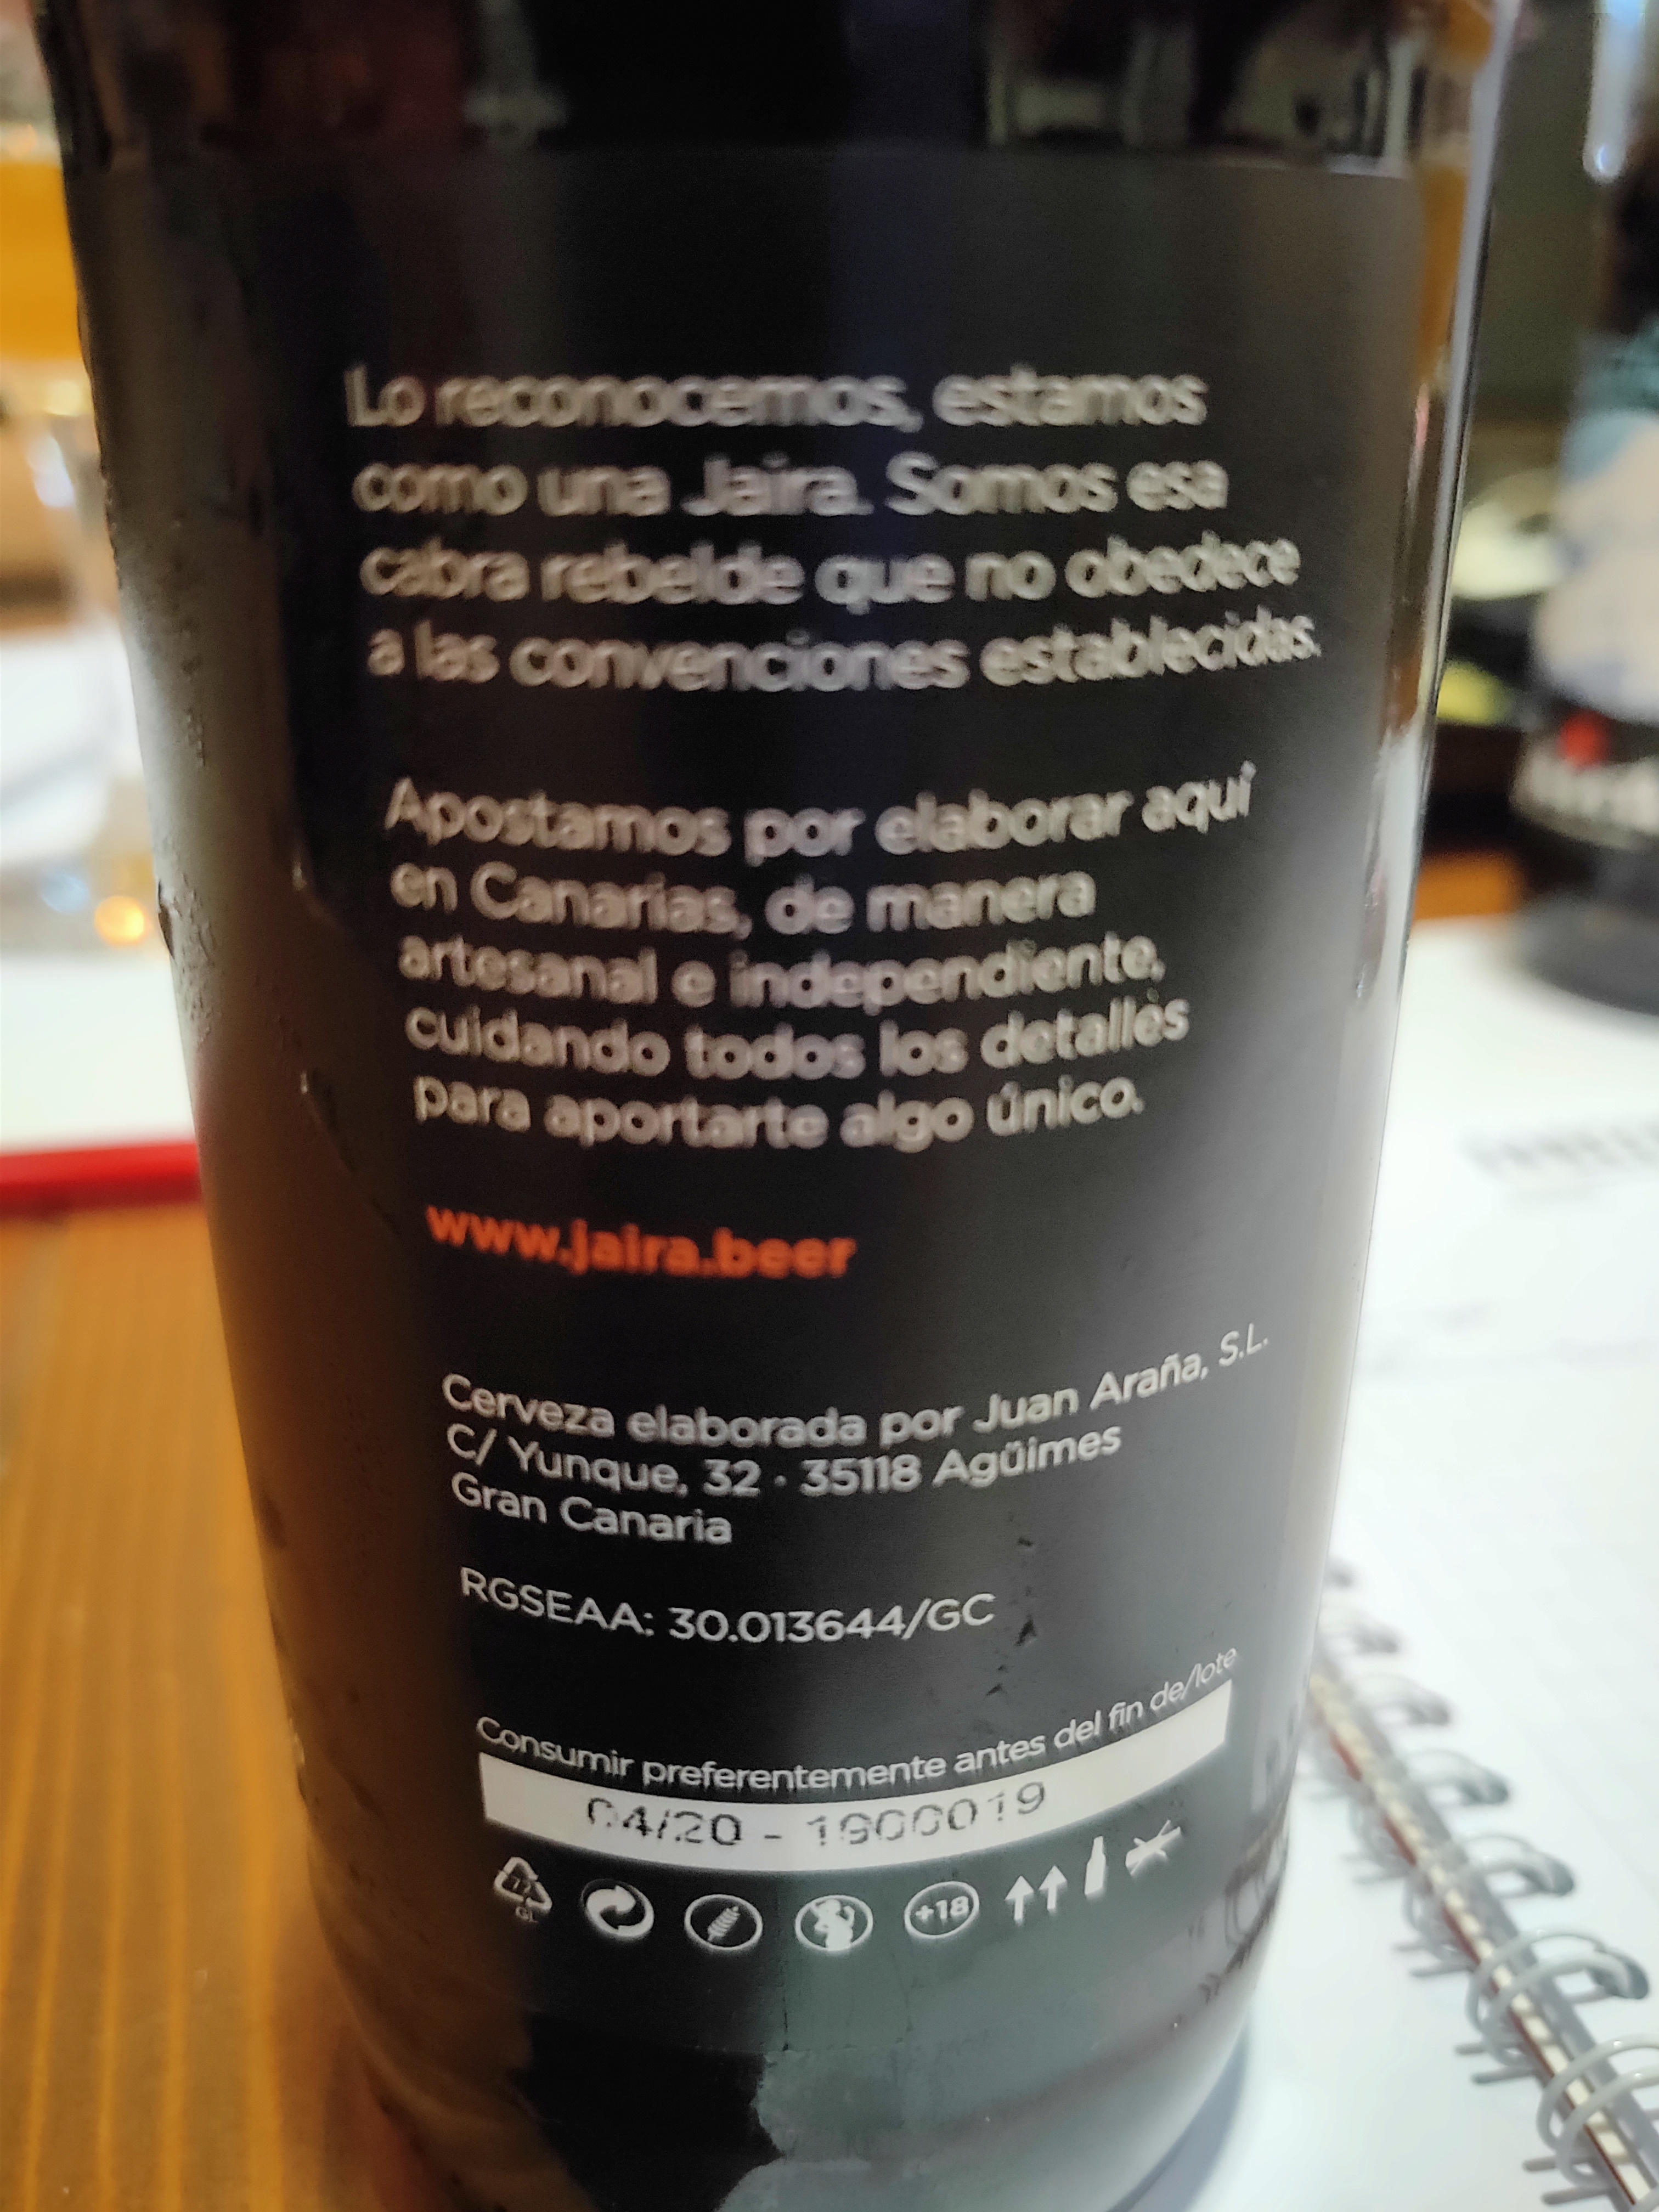 Lo reconocemos, estamos
como una Jaira. Somos esa
cabra rebelde que no obedece
a las convenciones establecidas.
Apostamos por elaborar aquí
en Canarias, de manera
artesanal e independiente,
cuidando todos los detalles
para aportarte algo único.
www.jaira.beer
Cerveza elaborada por Juan Araña, S.L.
C/ Yunque, 32 · 35118 Agüimes
Gran Canaria
RGSEAA: 30.013644/GC
Consumir preferentemente antes del fin de/lote
04/20 - 1900019
72
GL
+18